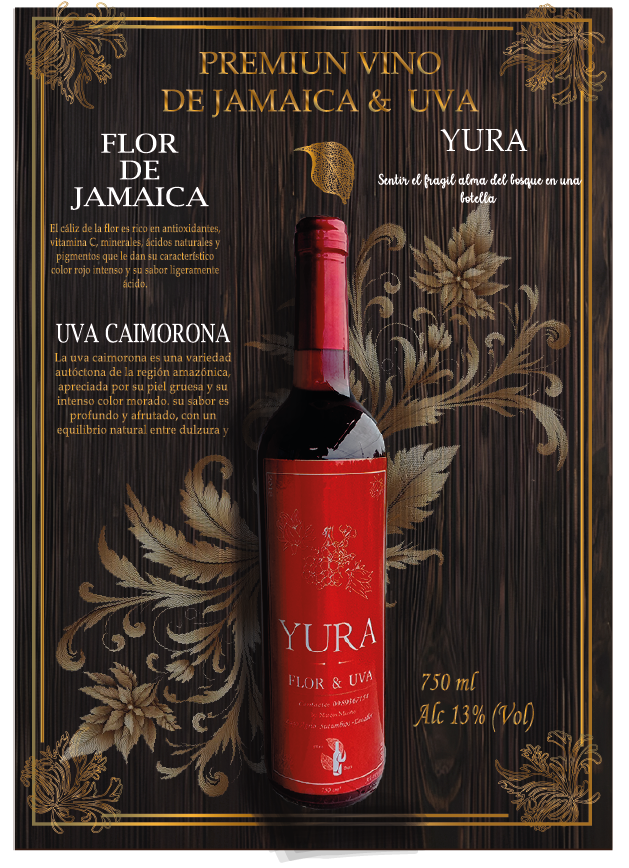 PREMIUN VINO
DE JAMAICA & UVA
FLOR
DE
JAMAICA
El cáliz de la flor es rico en antioxidantes,
vitamina C, minerales, ácidos naturales y
pigmentos que le dan su característico
color rojo intenso y su sabor ligeramente
ácido.
YURA
Sentir el fragil alma del bosque en una
botella
UVA CAIMORONA
La uva caimorona es una variedad
autóctona de la región amazónica,
apreciada por su piel gruesa y su
intenso color morado. su sabor es
profundo y afrutado, con un
equilibrio natural entre dulzura y
YURA
FLOR & UVA
750 ml
Alc 13% (Vol)